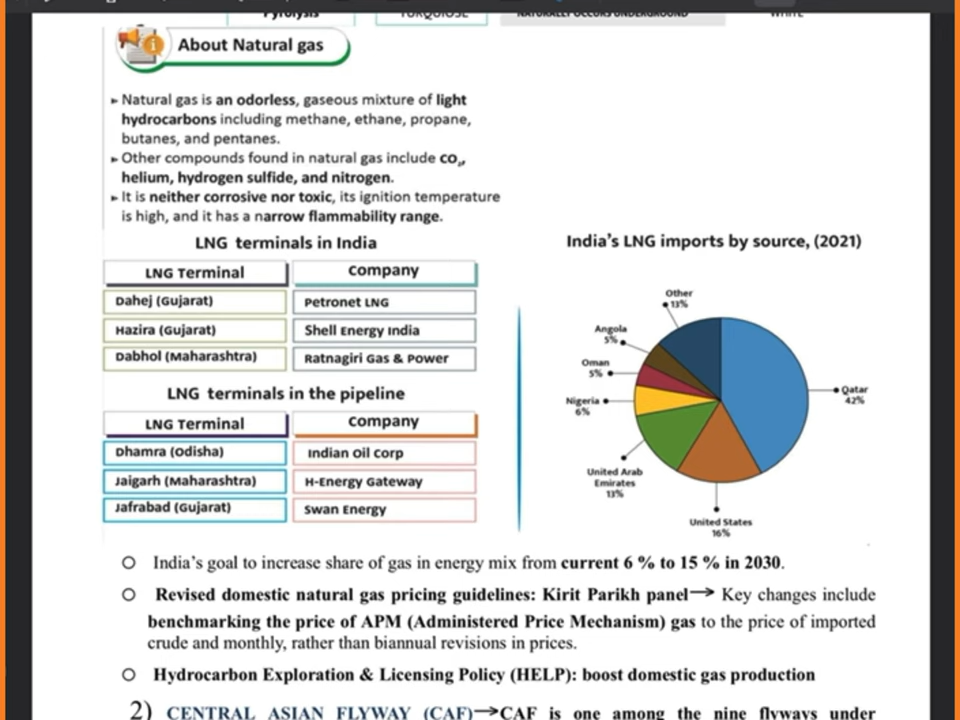 Pyrolysis TURQUOISE NATURALLY OCCURS UNDERGROUND WHITE
About Natural gas
► Natural gas is an odorless, gaseous mixture of light
hydrocarbons including methane, ethane, propane,
butanes, and pentanes.
► Other compounds found in natural gas include CO₂,
helium, hydrogen sulfide, and nitrogen.
► It is neither corrosive nor toxic, its ignition temperature
is high, and it has a narrow flammability range.
LNG terminals in India
LNG Terminal Company
Dahej (Gujarat) Petronet LNG
Hazira (Gujarat) Shell Energy India
Dabhol (Maharashtra) Ratnagiri Gas & Power
LNG terminals in the pipeline
LNG Terminal Company
Dhamra (Odisha) Indian Oil corp
Jaigarh (Maharashtra) H-Energy Gateway
Jafrabad (Gujarat) Swan Energy
India's LNG imports by source, (2021)
Other
13%
Angola
5%
Oman
5%
Nigeria
6%
Qatar
42%
United Arab
Emirates
13%
United States
16%
O India's goal to increase share of gas in energy mix from current 6 % to 15 % in 2030.
O Revised domestic natural gas pricing guidelines: Kirit Parikh panel→ Key changes include
benchmarking the price of APM (Administered Price Mechanism) gas to the price of imported
crude and monthly, rather than biannual revisions in prices.
O Hydrocarbon Exploration & Licensing Policy (HELP): boost domestic gas production
2) CENTRAL ASIAN FLYWAY (CAF)→CAF is one among the nine flyways under